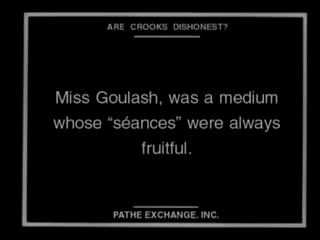 ARE CROOKS DISHONEST?
Miss Goulash, was a medium
whose “séances” were always
fruitful.
PATHE EXCHANGE, INC.